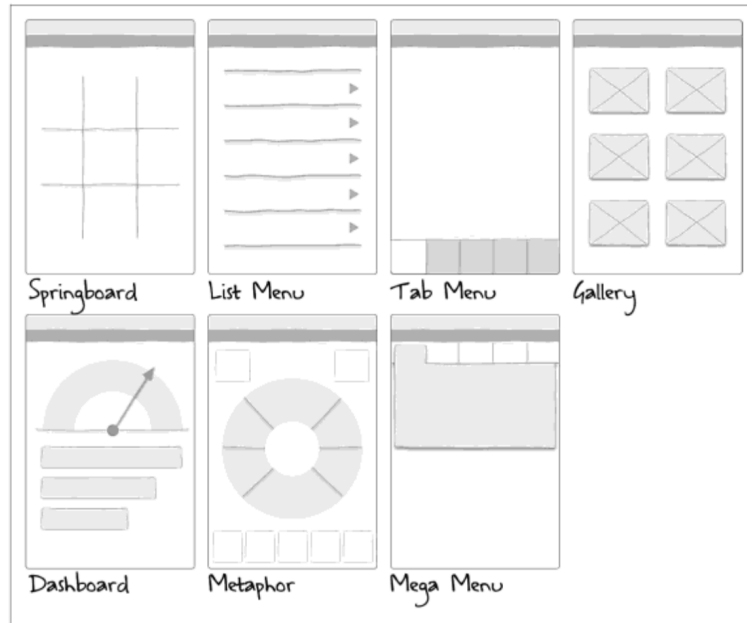 Springboard
List Menu
Tab Menu
Gallery
Dashboard
Metaphor
Mega Menu